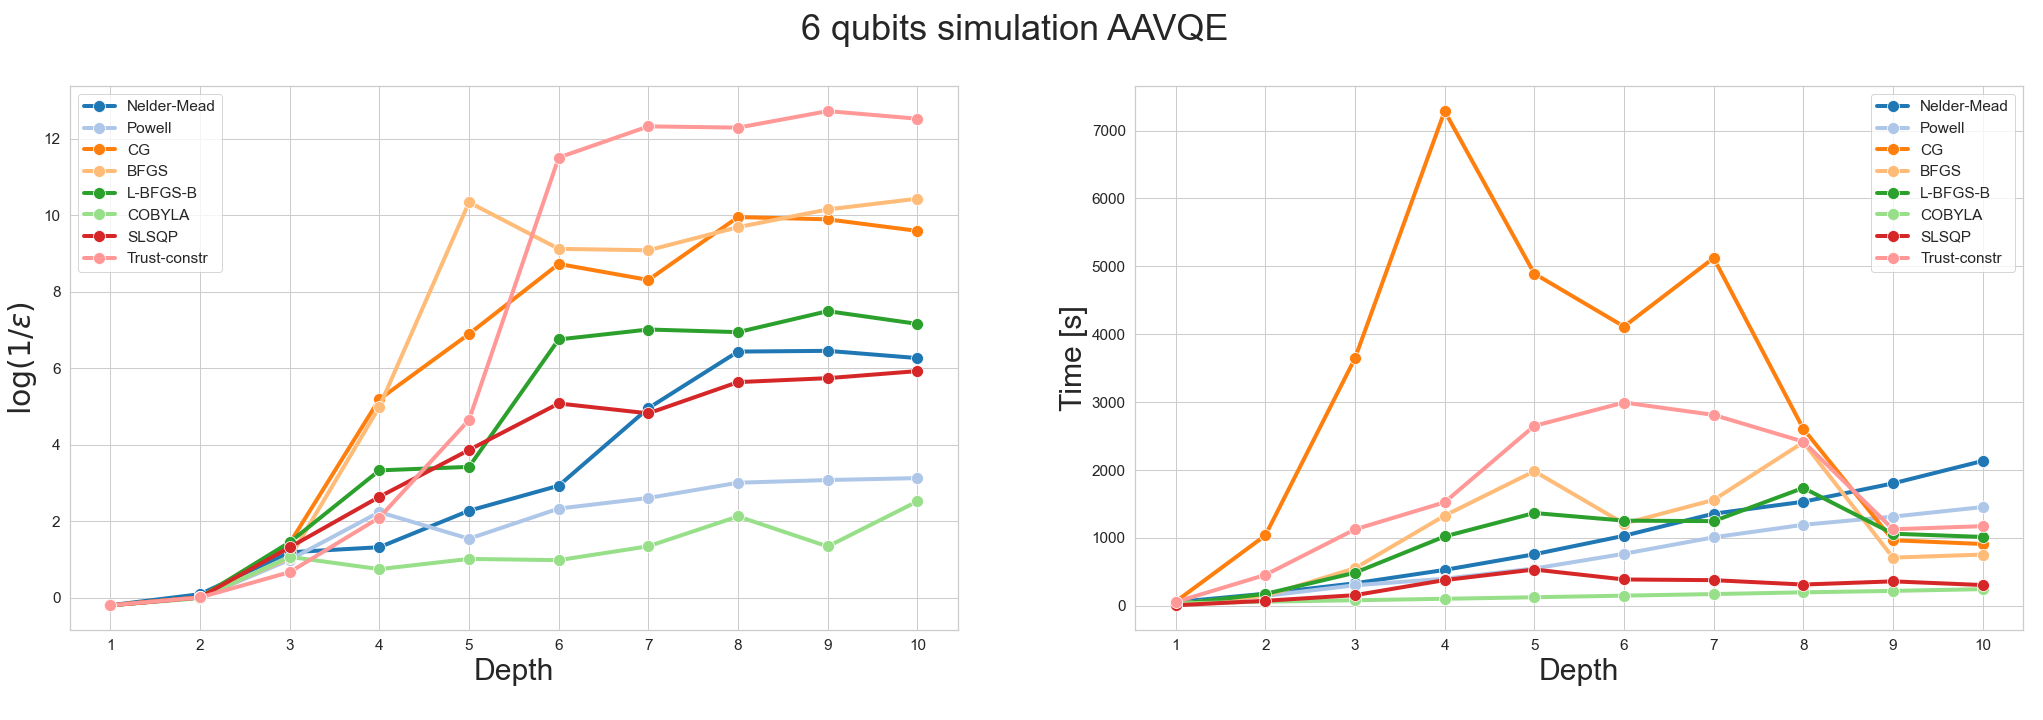 6 qubits simulation AAVQE
log(1/ε)
12
10
8
6
4
2
0
Nelder-Mead
Powell
CG
BFGS
L-BFGS-B
COBYLA
SLSQP
Trust-constr
1 2 3 4 5 6 7 8 9 10
Depth
Time [s]
7000
6000
5000
4000
3000
2000
1000
0
Nelder-Mead
Powell
CG
BFGS
L-BFGS-B
COBYLA
SLSQP
Trust-constr
1 2 3 4 5 6 7 8 9 10
Depth